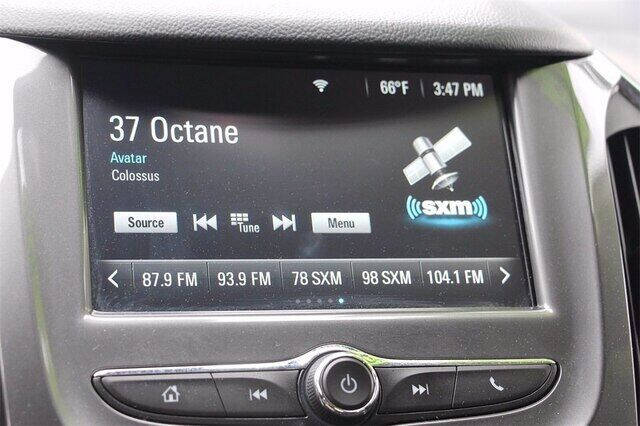 66°F 3:47 PM
37 Octane
Avatar
Colossus
sxm
Source Tune Menu
87.9 FM 93.9 FM 78 SXM 98 SXM 104.1 FM